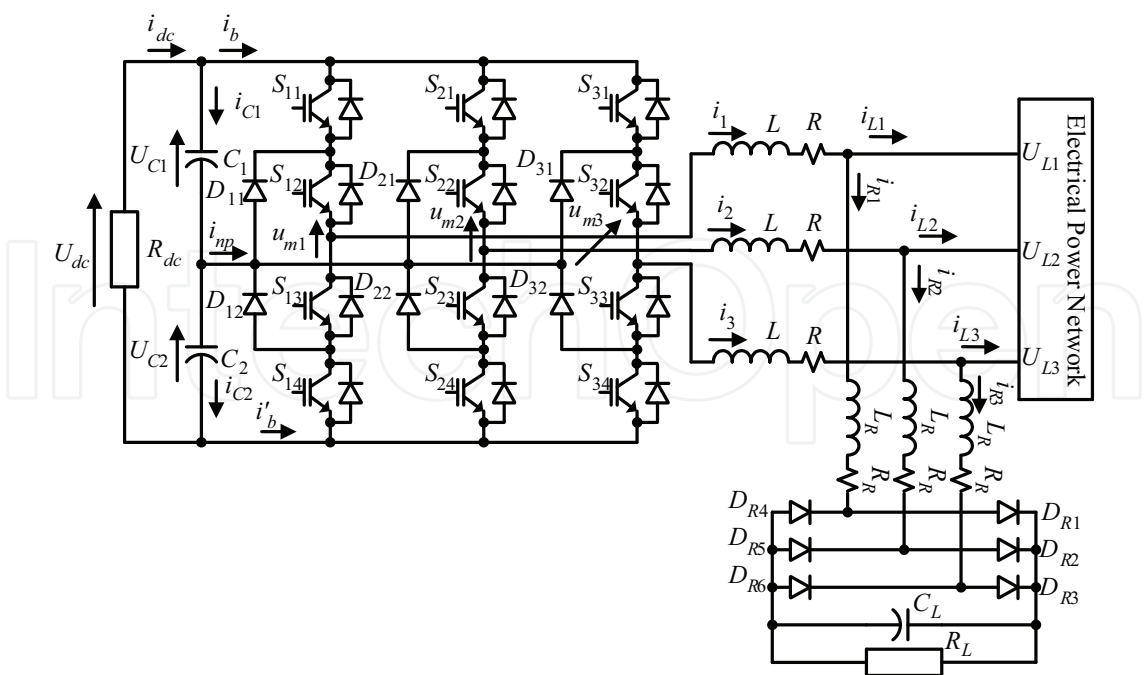 i_dc i_b
S_11 S_21 S_31
i_C1
i_1 L R i_L1
U_C1 C_1 U_L1
D_11 S_12 D_21 S_22 D_31 S_32
i_R1
i_np u_m1 u_m2 u_m3 i_2 L R i_L2
U_dc R_dc U_L2
D_12 S_13 D_22 S_23 D_32 S_33
i_R2
i_3 L R i_L3
U_C2 C_2 U_L3
i_C2 S_14 S_24 S_34
i_R3
i'_b
Electrical Power Network
L_R L_R L_R
R_R R_R R_R
D_R4 D_R1
D_R5 D_R2
D_R6 D_R3
C_L
R_L
IntechOpen